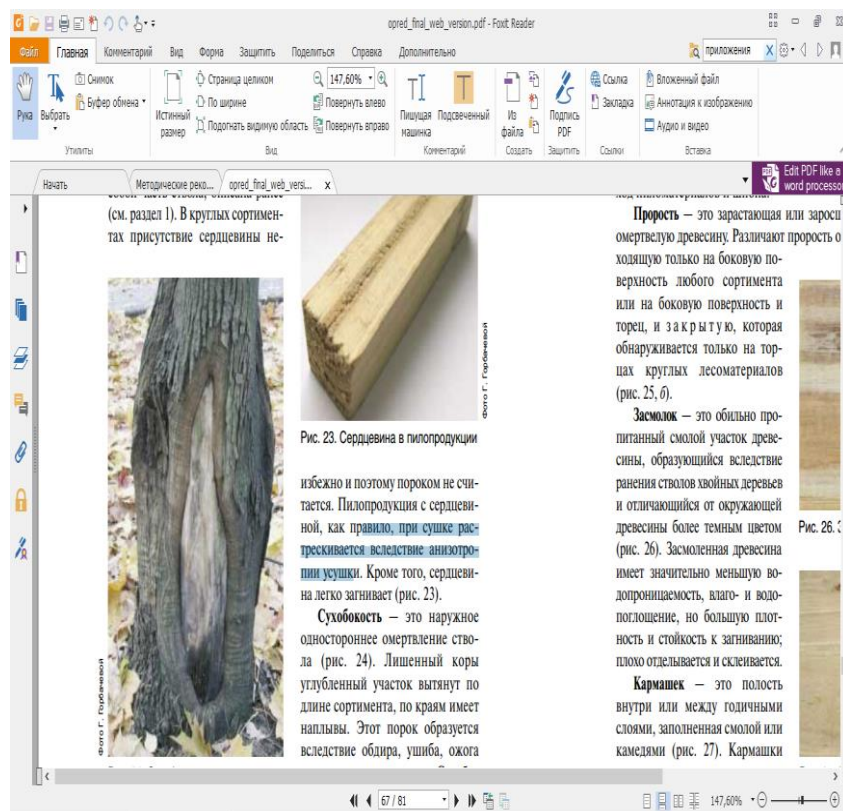 opred_final_web_version.pdf - Foxit Reader
Файл Главная Комментарий Вид Форма Защитить Поделиться Справка Дополнительно
приложения
Рука
Выбрать
Снимок
Буфер обмена
Утилиты
Истинный размер
Страница целиком
По ширине
Подогнать видимую область
147,60%
Повернуть влево
Повернуть вправо
Вид
Пишущая машинка
Подсвеченный
Комментарий
Из файла
Создать
Подпись PDF
Защитить
Ссылка
Закладка
Ссылки
Вложенный файл
Аннотация к изображению
Аудио и видео
Вставка
Начать
Методические реко...
opred_final_web_versi...
Edit PDF like a
word processor
(см. раздел 1). В круглых сортимен-
тах присутствие сердцевины не-
Фото Г. Горбачевой
Фото Г. Горбачевой
Рис. 23. Сердцевина в пилопродукции
избежно и поэтому пороком не счи-
тается. Пилопродукция с сердцеви-
ной, как правило, при сушке рас-
трескивается вследствие анизотро-
пии усушки. Кроме того, сердцеви-
на легко загнивает (рис. 23).
Сухобокость — это наружное
одностороннее омертвление ство-
ла (рис. 24). Лишенный коры
углубленный участок вытянут по
длине сортимента, по краям имеет
наплывы. Этот порок образуется
вследствие обдира, ушиба, ожога
Прорость — это зарастающая или заросш
омертвелую древесину. Различают прорость о
ходящую только на боковую по-
верхность любого сортимента
или на боковую поверхность и
торец, и закрытую, которая
обнаруживается только на тор-
цах круглых лесоматериалов
(рис. 25, б).
Засмолок — это обильно про-
питанный смолой участок древе-
сины, образующийся вследствие
ранения стволов хвойных деревьев
и отличающийся от окружающей
древесины более темным цветом
(рис. 26). Засмоленная древесина
имеет значительно меньшую во-
допроницаемость, влаго- и водо-
поглощение, но большую плот-
ность и стойкость к загниванию;
плохо отделывается и склеивается.
Кармашек — это полость
внутри или между годичными
слоями, заполненная смолой или
камедями (рис. 27). Кармашки
Рис. 26.
67 / 81
147,60%